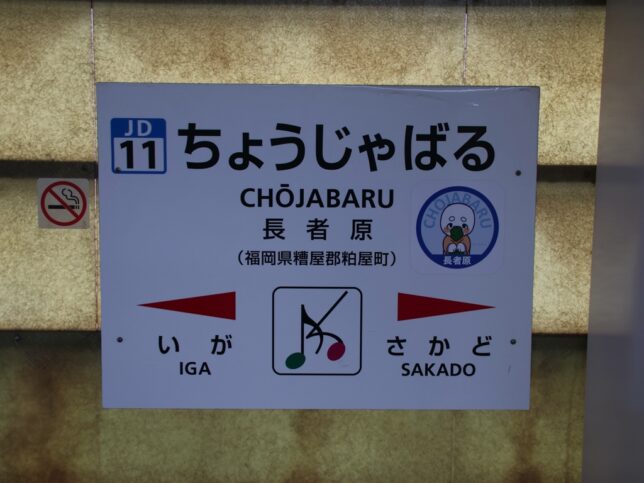 JD
11
ちょうじゃばる
CHŌJABARU
長者原
(福岡県糟屋郡粕屋町)
CHOJABARU
長者原
いが
IGA
さかど
SAKADO